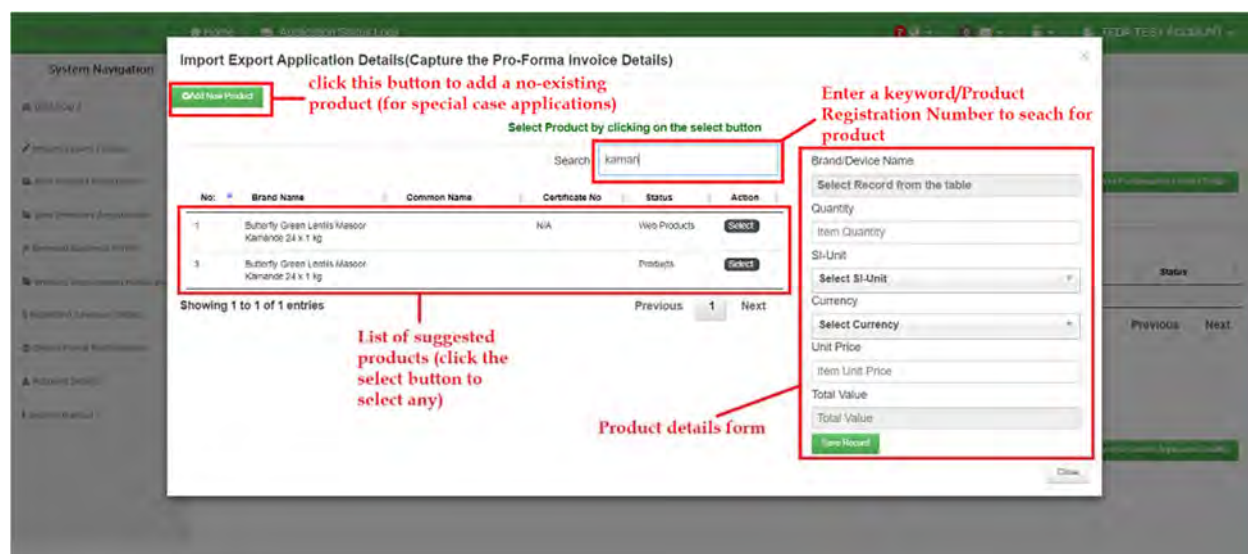 Home
Application Status Logs
TFDA TEST ACCOUNT
System Navigation
Import Export Application Details(Capture the Pro-Forma Invoice Details)
Add New Product
click this button to add a no-existing
product (for special case applications)
Enter a keyword/Product
Registration Number to seach for
product
Select Product by clicking on the select button
Search
kaman
No: Brand Name Common Name Certificate No Status Action
1 Butterfly Green Lentils Masoor N/A Web Products Select
Kamande 24 x 1 kg
3 Butterfly Green Lentils Masoor Products Select
Kamande 24 x 1 kg
Showing 1 to 1 of 1 entries
Previous 1 Next
List of suggested
products (click the
select button to
select any)
Product details form
Brand/Device Name
Select Record from the table
Quantity
Item Quantity
SI-Unit
Select SI-Unit
Currency
Select Currency
Unit Price
Item Unit Price
Total Value
Total Value
Save Record
Close
Status
Previous Next